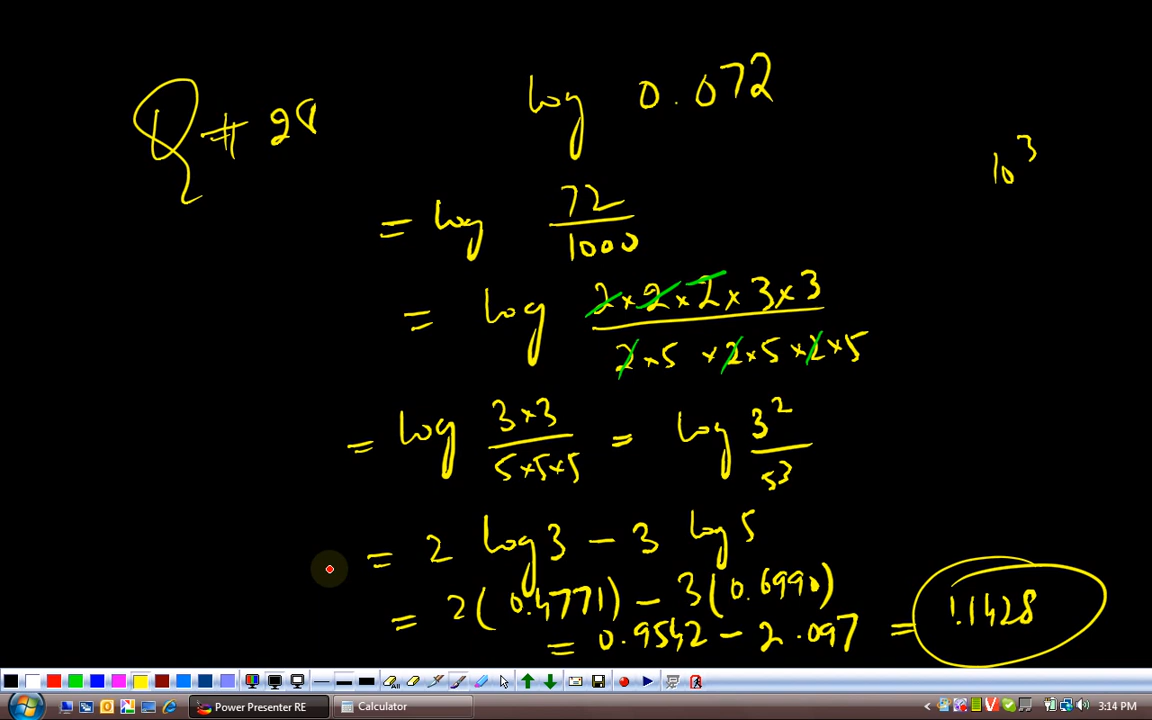 Q # 28
log 0.072
10³
= log 72/1000
= log 2×2×2×3×3 / 2×5×2×5×2×5
= log 3×3 / 5×5×5 = log 3²/5³
= 2 log 3 − 3 log 5
= 2(0.4771) − 3(0.6990)
= 0.9542 − 2.097 = 1.1428
Power Presenter RE
Calculator
3:14 PM